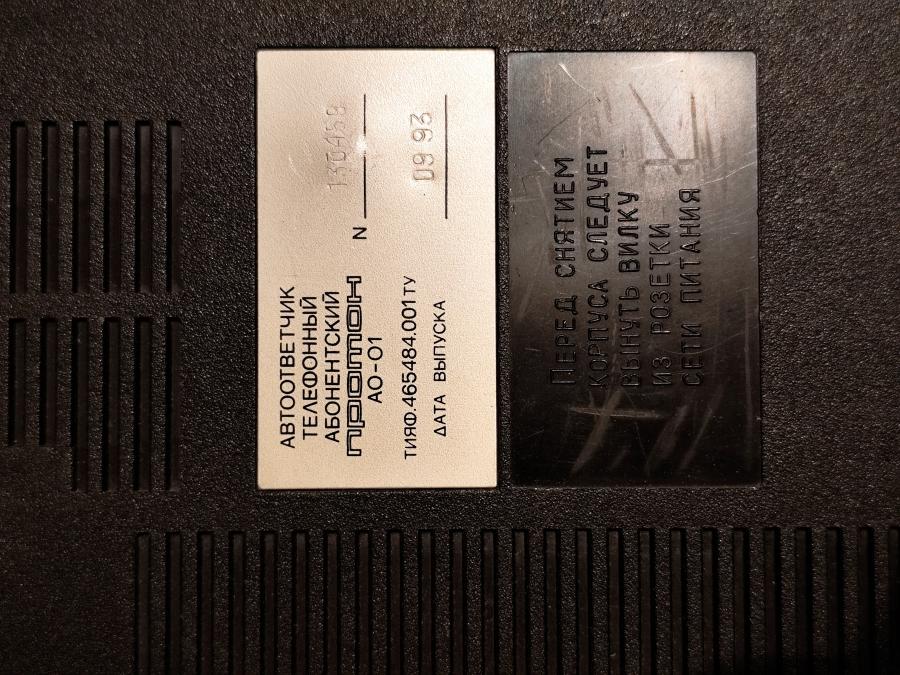 АВТООТВЕТЧИК
ТЕЛЕФОННЫЙ
АБОНЕНТСКИЙ
протон
АО-01
N 130458
ТИЯФ.465484.001ТУ
ДАТА ВЫПУСКА 09 93
ПЕРЕД СНЯТИЕМ
КОРПУСА СЛЕДУЕТ
ВЫНУТЬ ВИЛКУ
ИЗ РОЗЕТКИ
СЕТИ ПИТАНИЯ